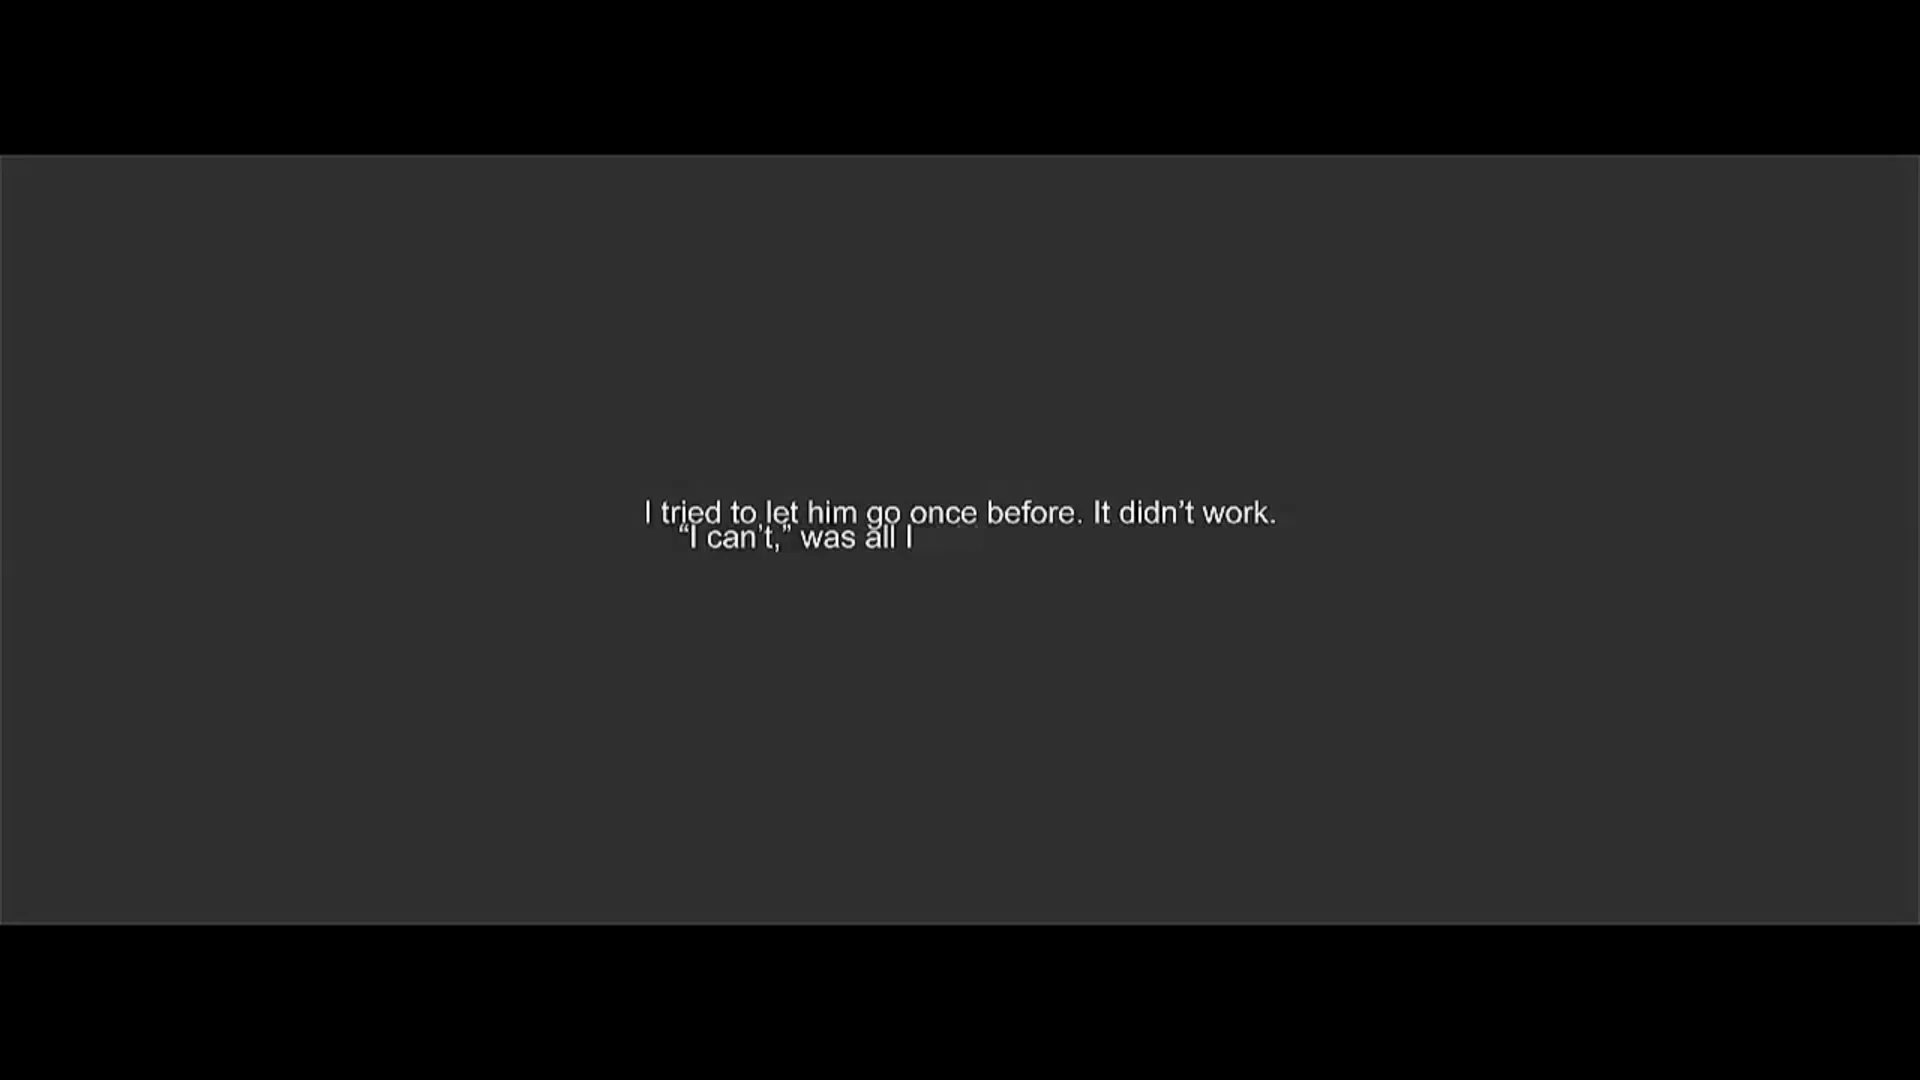 I tried to let him go once before. It didn’t work.
“I can’t,” was all I